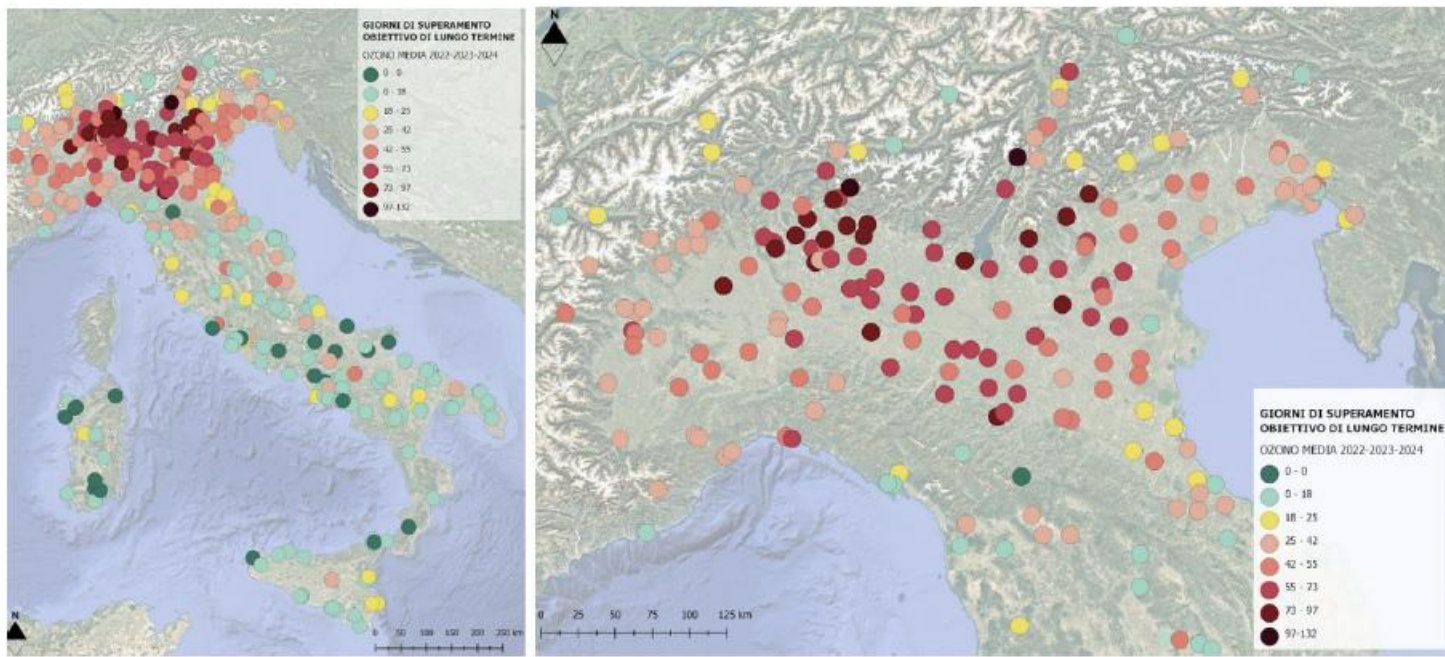 N
GIORNI DI SUPERAMENTO
OBIETTIVO DI LUNGO TERMINE
OZONO MEDIA 2022-2023-2024
0 - 0
0 - 18
18 - 25
25 - 42
42 - 55
55 - 73
73 - 97
97-132
0 50 100 150 200 250 km
N
GIORNI DI SUPERAMENTO
OBIETTIVO DI LUNGO TERMINE
OZONO MEDIA 2022-2023-2024
0 - 0
0 - 18
18 - 25
25 - 42
42 - 55
55 - 73
73 - 97
97-132
0 25 50 75 100 125 km